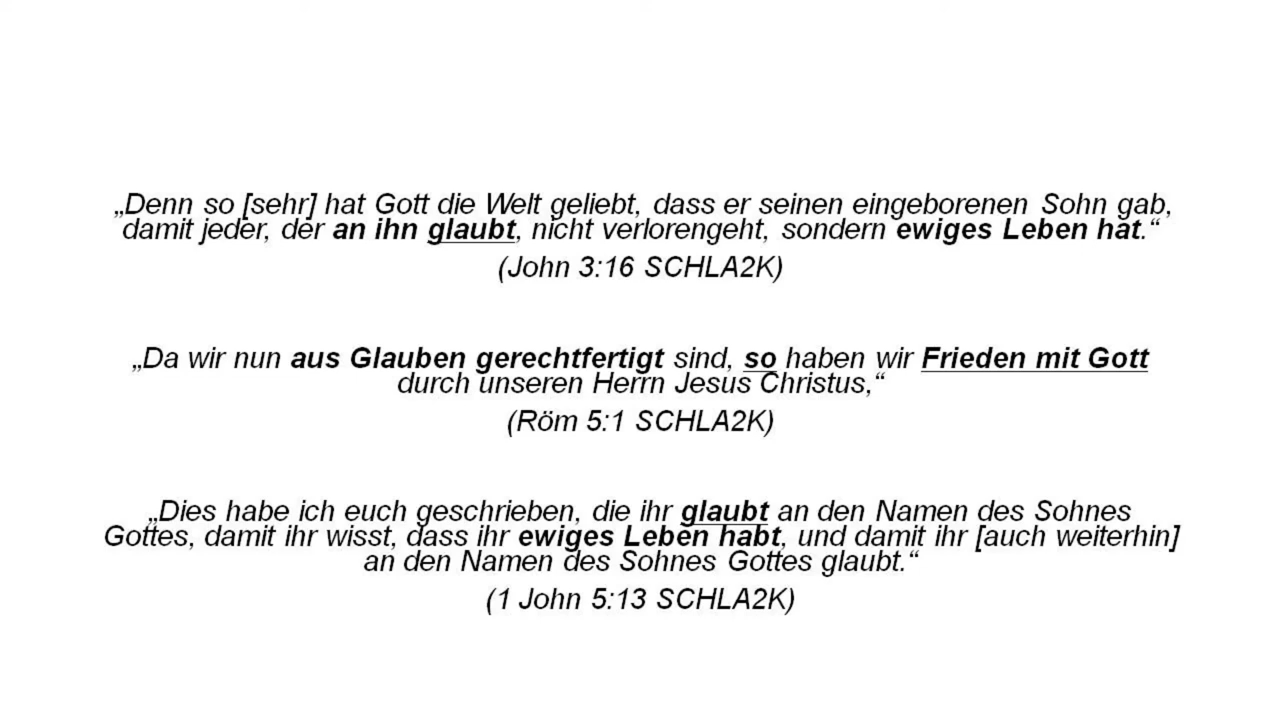 „Denn so [sehr] hat Gott die Welt geliebt, dass er seinen eingeborenen Sohn gab,
damit jeder, der an ihn glaubt, nicht verlorengeht, sondern ewiges Leben hat.“
(John 3:16 SCHLA2K)
„Da wir nun aus Glauben gerechtfertigt sind, so haben wir Frieden mit Gott
durch unseren Herrn Jesus Christus,“
(Röm 5:1 SCHLA2K)
„Dies habe ich euch geschrieben, die ihr glaubt an den Namen des Sohnes
Gottes, damit ihr wisst, dass ihr ewiges Leben habt, und damit ihr [auch weiterhin]
an den Namen des Sohnes Gottes glaubt.“
(1 John 5:13 SCHLA2K)